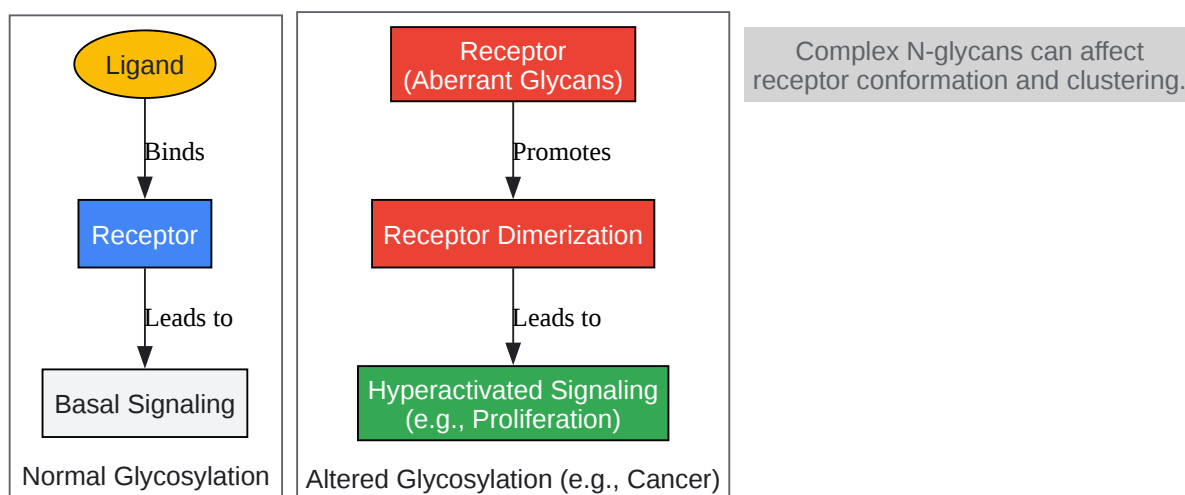 Ligand
Binds
Receptor
Leads to
Basal Signaling
Normal Glycosylation
Receptor
(Aberrant Glycans)
Promotes
Receptor Dimerization
Leads to
Hyperactivated Signaling
(e.g., Proliferation)
Altered Glycosylation (e.g., Cancer)
Complex N-glycans can affect
receptor conformation and clustering.